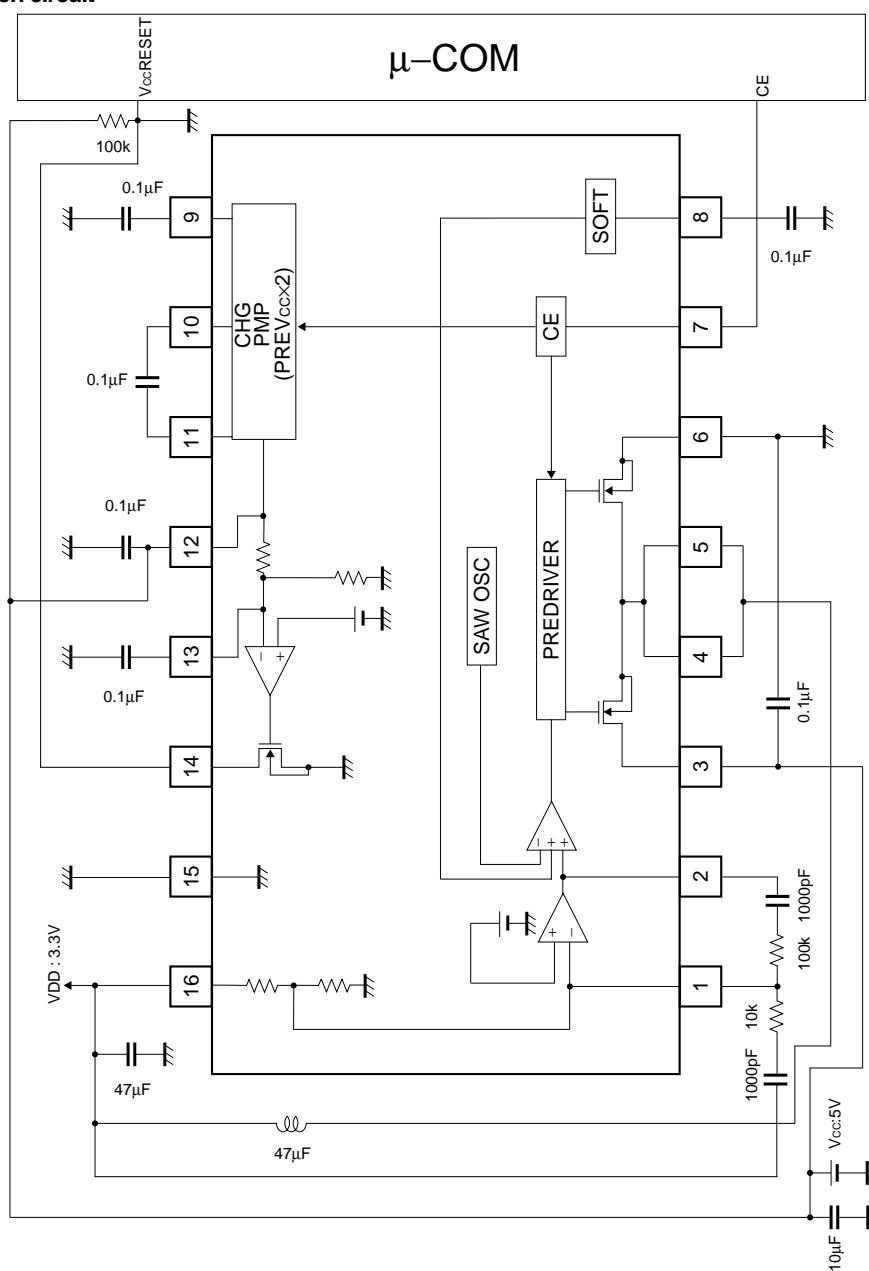 on circuit
μ–COM
VccRESET
CE
100k
0.1μF
9
8
SOFT
0.1μF
CHG
PMP
(PREVcc×2)
10
CE
7
0.1μF
11
6
0.1μF
12
5
SAW OSC
PREDRIVER
4
13
0.1μF
0.1μF
−
+
14
3
− + +
15
2
1000pF
VDD : 3.3V
+
−
100k
16
1
10k
47μF
1000pF
47μF
Vcc:5V
10μF